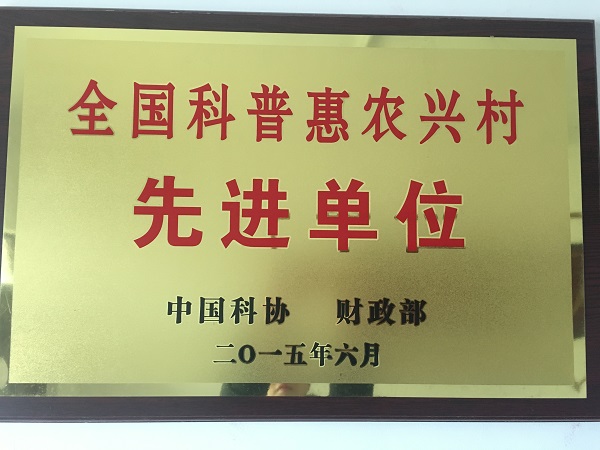 全国科普惠农兴村
先进单位
中国科协 财政部
二〇一五年六月